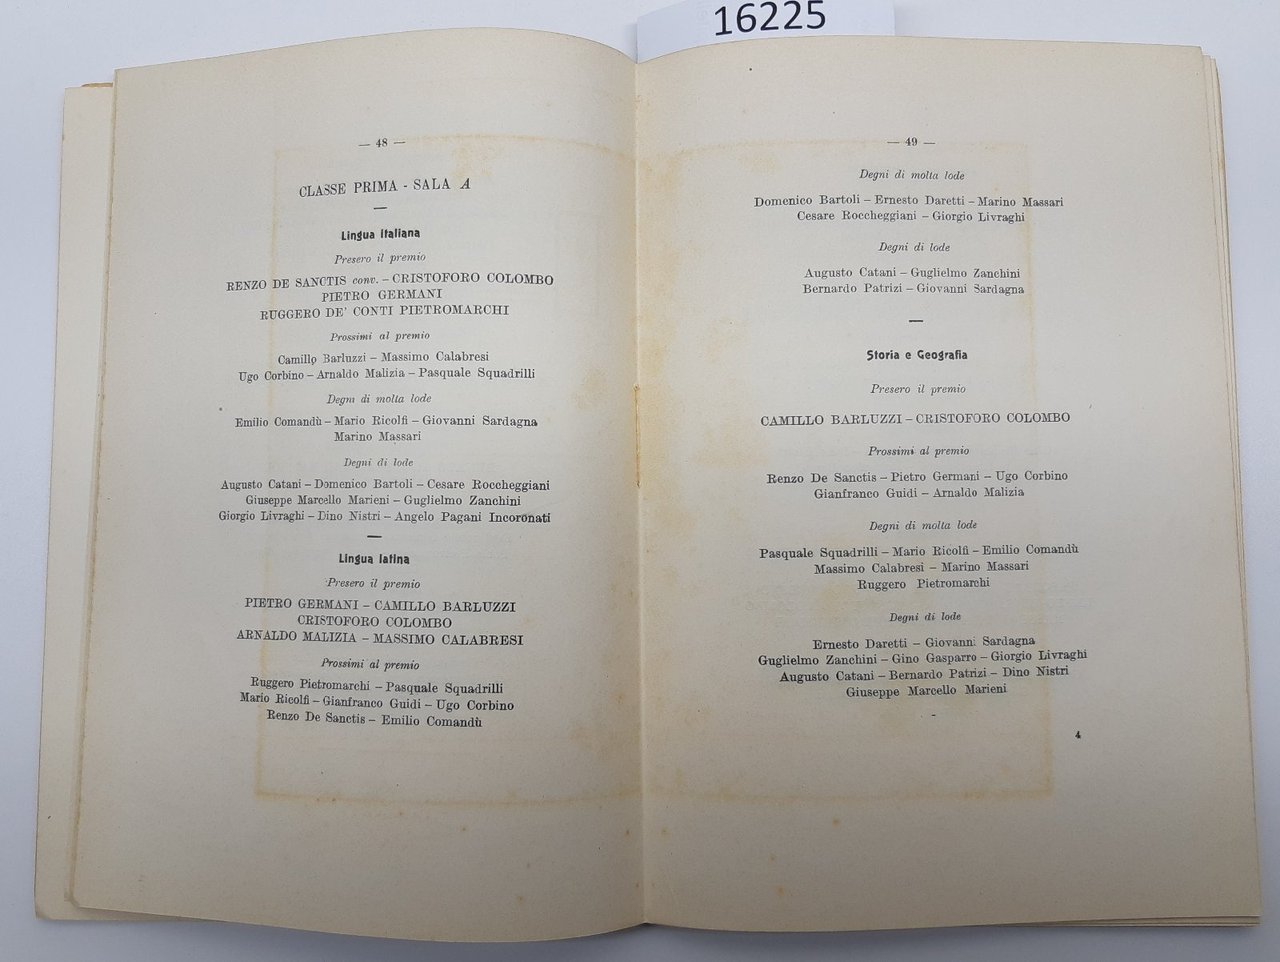 16225
— 48 —
CLASSE PRIMA - SALA A
Lingua italiana
Presero il premio
RENZO DE SANCTIS conv. – CRISTOFORO COLOMBO
PIETRO GERMANI
RUGGERO DE' CONTI PIETROMARCHI
Prossimi al premio
Camillo Barluzzi – Massimo Calabresi
Ugo Corbino – Arnaldo Malizia – Pasquale Squadrilli
Degni di molta lode
Emilio Comandù – Mario Ricolfi – Giovanni Sardagna
Marino Massari
Degni di lode
Augusto Catani – Domenico Bartoli – Cesare Roccheggiani
Giuseppe Marcello Marieni – Guglielmo Zanchini
Giorgio Livraghi – Dino Nistri – Angelo Pagani Incoronati
Lingua latina
Presero il premio
PIETRO GERMANI – CAMILLO BARLUZZI
CRISTOFORO COLOMBO
ARNALDO MALIZIA – MASSIMO CALABRESI
Prossimi al premio
Ruggero Pietromarchi – Pasquale Squadrilli
Mario Ricolfi – Gianfranco Guidi – Ugo Corbino
Renzo De Sanctis – Emilio Comandù
— 49 —
Degni di molta lode
Domenico Bartoli – Ernesto Daretti – Marino Massari
Cesare Roccheggiani – Giorgio Livraghi
Degni di lode
Augusto Catani – Guglielmo Zanchini
Bernardo Patrizi – Giovanni Sardagna
Storia e Geografia
Presero il premio
CAMILLO BARLUZZI – CRISTOFORO COLOMBO
Prossimi al premio
Renzo De Sanctis – Pietro Germani – Ugo Corbino
Gianfranco Guidi – Arnaldo Malizia
Degni di molta lode
Pasquale Squadrilli – Mario Ricolfi – Emilio Comandù
Massimo Calabresi – Marino Massari
Ruggero Pietromarchi
Degni di lode
Ernesto Daretti – Giovanni Sardagna
Guglielmo Zanchini – Gino Gasparro – Giorgio Livraghi
Augusto Catani – Bernardo Patrizi – Dino Nistri
Giuseppe Marcello Marieni
4